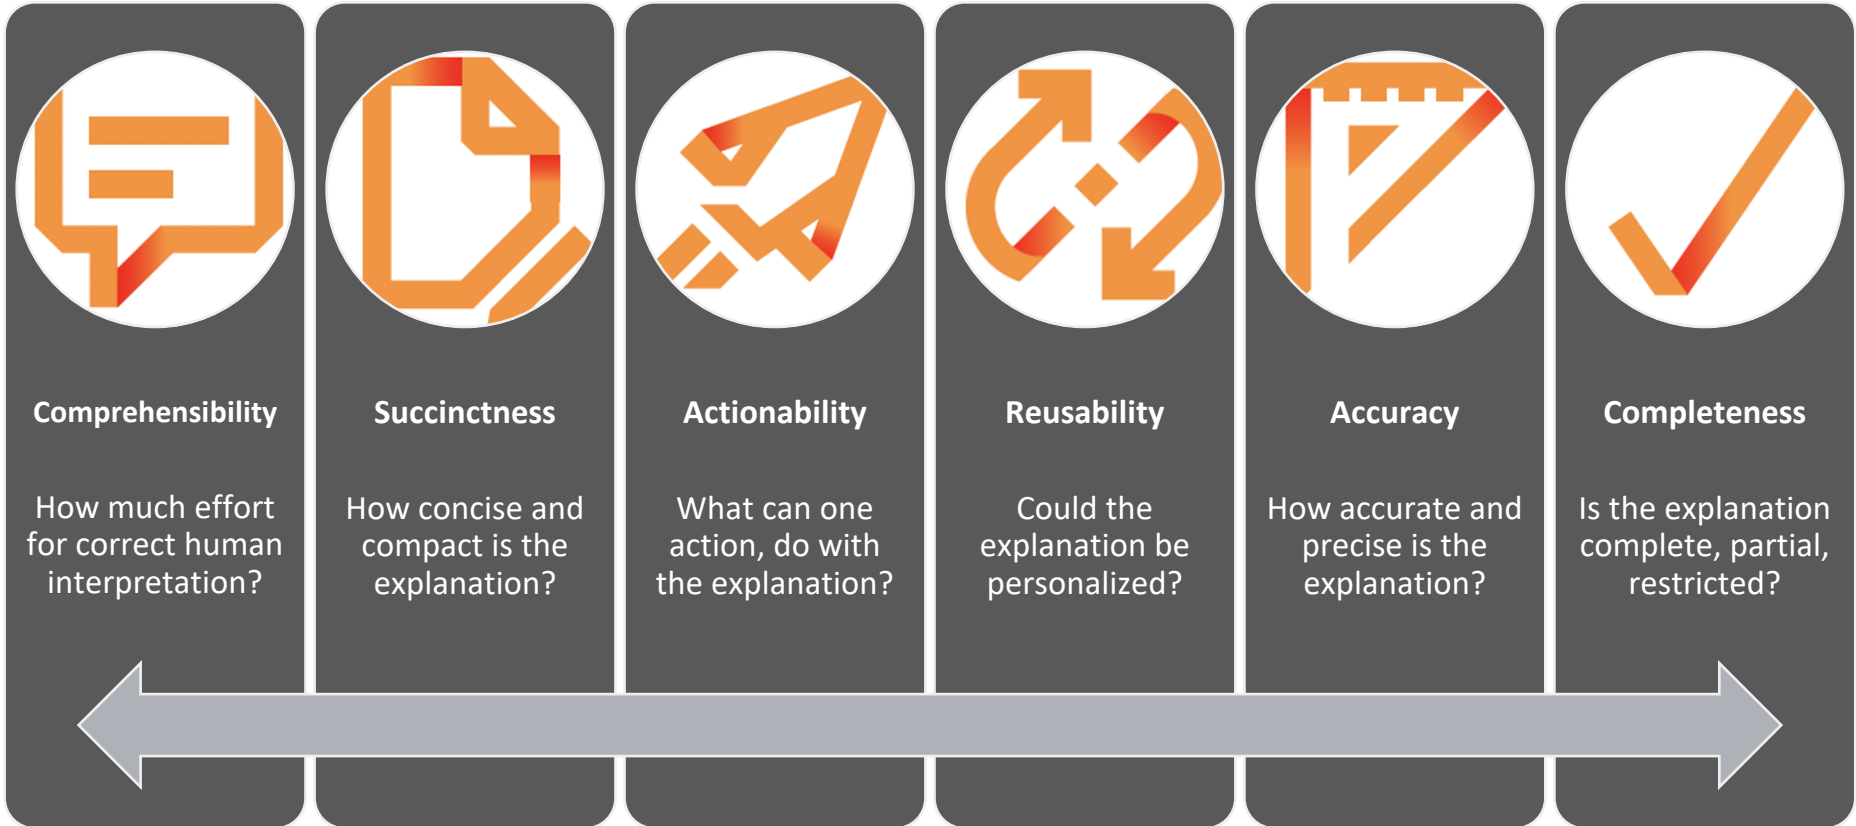 Comprehensibility
How much effort
for correct human
interpretation?
Succinctness
How concise and
compact is the
explanation?
Actionability
What can one
action, do with
the explanation?
Reusability
Could the
explanation be
personalized?
Accuracy
How accurate and
precise is the
explanation?
Completeness
Is the explanation
complete, partial,
restricted?